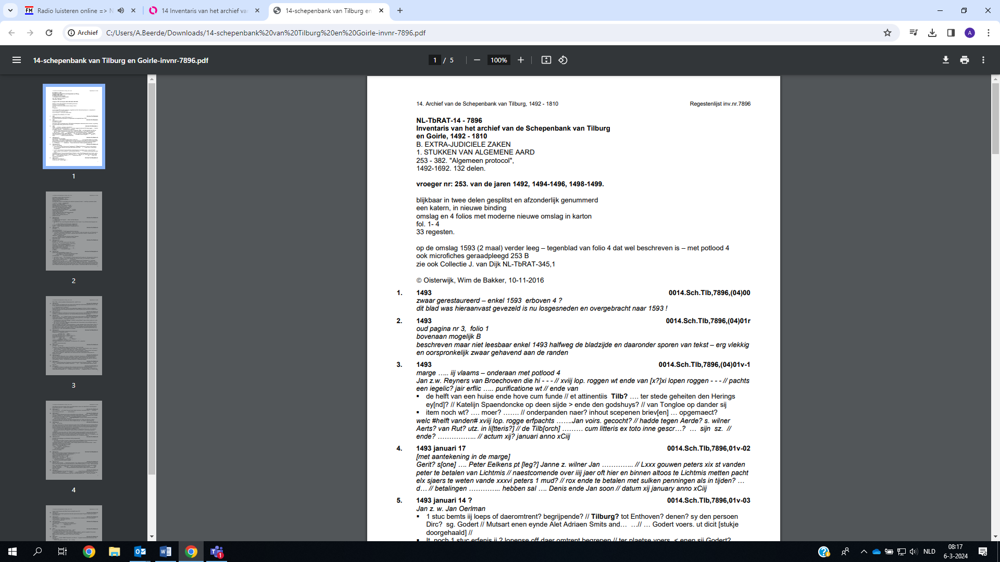 Radio luisteren online => N
14 Inventaris van het archief va
14-schepenbank van Tilburg en
Archief
C:/Users/A.Beerde/Downloads/14-schepenbank%20van%20Tilburg%20en%20Goirle-invnr-7896.pdf
A
14-schepenbank van Tilburg en Goirle-invnr-7896.pdf
1 / 5
100%
1
2
3
4
14. Archief van de Schepenbank van Tilburg, 1492 - 1810 Regestenlijst inv.nr.7896
NL-TbRAT-14 - 7896
Inventaris van het archief van de Schepenbank van Tilburg
en Goirle, 1492 - 1810
B. EXTRA-JUDICIELE ZAKEN
1. STUKKEN VAN ALGEMENE AARD
253 - 382. "Algemeen protocol",
1492-1692. 132 delen.
vroeger nr: 253. van de jaren 1492, 1494-1496, 1498-1499.
blijkbaar in twee delen gesplitst en afzonderlijk genummerd
een katern, in nieuwe binding
omslag en 4 folios met moderne nieuwe omslag in karton
fol. 1- 4
33 regesten.
op de omslag 1593 (2 maal) verder leeg – tegenblad van folio 4 dat wel beschreven is – met potlood 4
ook microfiches geraadpleegd 253 B
zie ook Collectie J. van Dijk NL-TbRAT-345,1
© Oisterwijk, Wim de Bakker, 10-11-2016
1. 1493 0014.Sch.Tlb,7896,(04)00
zwaar gerestaureerd – enkel 1593 erboven 4 ?
dit blad was hieraanvast gevezeld is nu losgesneden en overgebracht naar 1593 !
2. 1493 0014.Sch.Tlb,7896,(04)01r
oud pagina nr 3, folio 1
bovenaan mogelijk B
beschreven maar niet leesbaar enkel 1493 halfweg de bladzijde en daaronder sporen van tekst – erg vlekkig
en oorspronkelijk zwaar gehavend aan de randen
3. 1493 0014.Sch.Tlb,7896,(04)01v-1
marge ….. iij vlaams – onderaan met potlood 4
Jan z.w. Reyners van Broechoven die hi - - - // xviij lop. roggen wt ende van [x?]xi lopen roggen - - - // pachts
een iegelic? jair erflic ….. purificatione wt // ende van
▪ de helft van een huise ende hove cum funde // et attinentiis Tilb? …. ter stede geheiten den Herings
ey[nd]? // Katelijn Spaendoncke op deen sijde > ende den godshuys? // van Tongloe op dander sij
▪ item noch wt? …. moer? ……. // onderpanden naer? inhout scepenen briev[en] … opgemaect?
welc #helft vanden# xviij lop. rogge erfpachts …….Jan voirs. gecocht? // hadde tegen Aerde? s. wilner
Aerts? van Rut? utz. in li[tteris?] // de Tilb[orch] ……… cum litteris ex toto inne gescr…? … sijn sz. //
ende? …………….. // actum xij? januari anno xCiij
4. 1493 januari 17 0014.Sch.Tlb,7896,01v-02
[met aantekening in de marge]
Gerit? s[one] …. Peter Eelkens pt [leg?] Janne z. wilner Jan ………….. // Lxxx gouwen peters xix st vanden
peter te betalen van Lichtmis // naestcomende over iiij jaer oft hier en binnen altoos te Lichtmis metten pacht
elx sjaers te weten vande xxxvi peters 1 mud? // rox ende te betalen met sulken penningen als in tijden? …
d… // betalingen ………….. hebben sal …. Denis ende Jan soon // datum xij january anno xCiij
5. 1493 januari 14 ? 0014.Sch.Tlb,7896,01v-03
Jan z. w. Jan Oerlman
▪ 1 stuc bemts iij loeps of daeromtrent? begrijpende? // Tilburg? tot Enthoven? denen? sy den persoen
Dirc? sg. Godert // Mutsart enen eynde Alet Adriaen Smits and… …// … Godert voers. ut dicit [stukje
doorgehaald] //
▪ It. noch 1 stuc erfenis ij ? lopense off daer omtrent begrepen // ter plaetse voers. < enen sij Godert?
1
NLD
08:17
6-3-2024